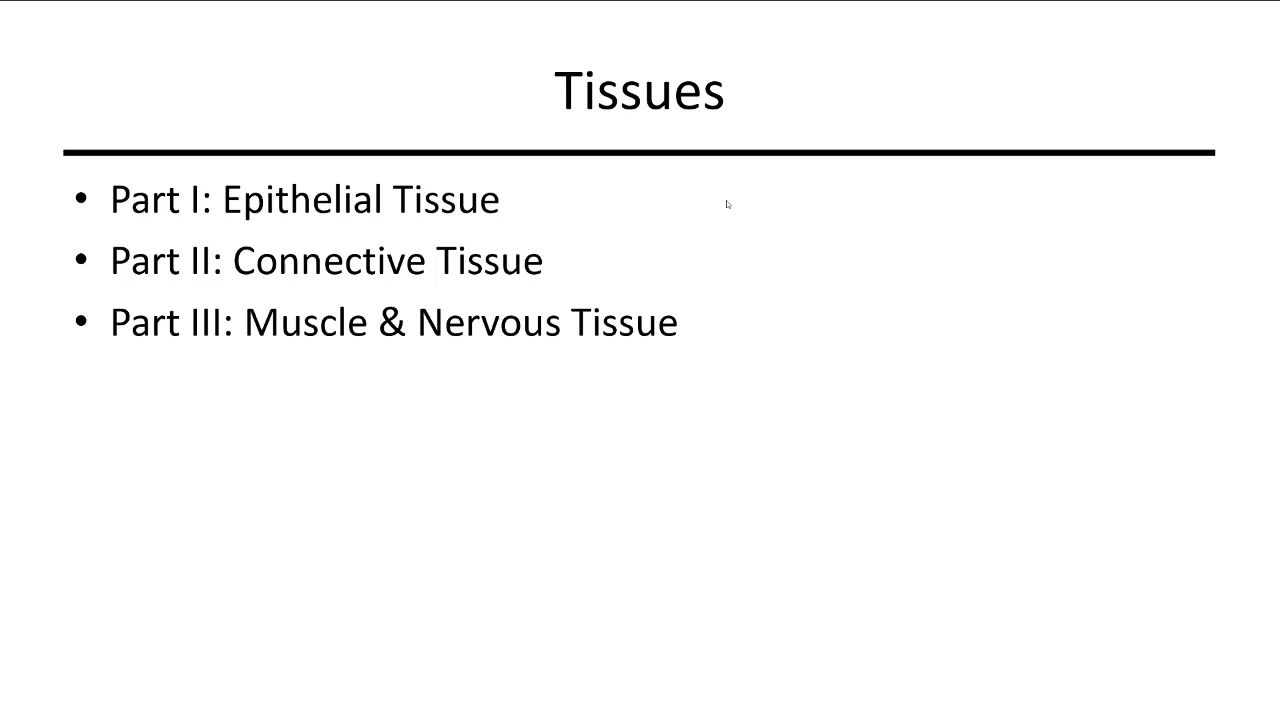 Tissues
• Part I: Epithelial Tissue
• Part II: Connective Tissue
• Part III: Muscle & Nervous Tissue